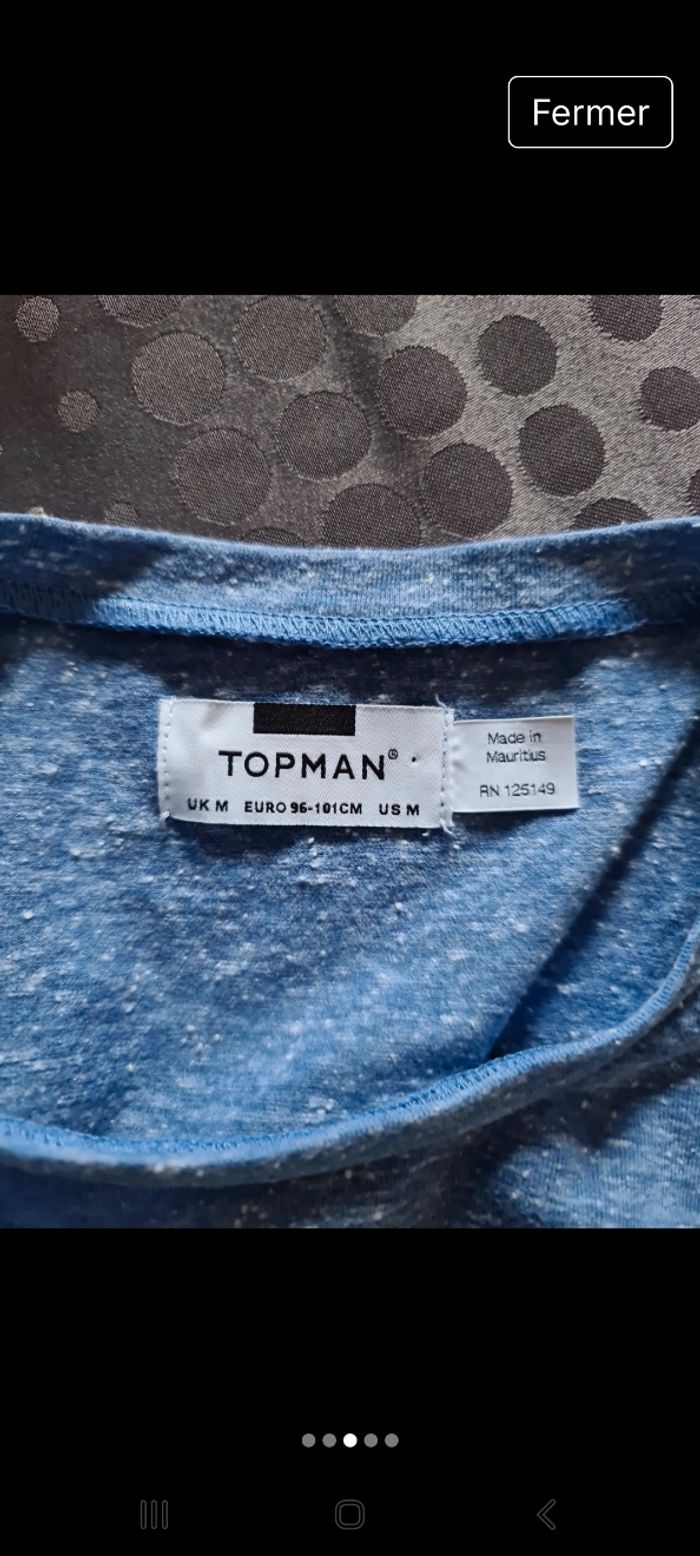 Fermer
TOPMAN®
UK M EURO 96-101CM US M
Made in
Mauritius
RN 125149